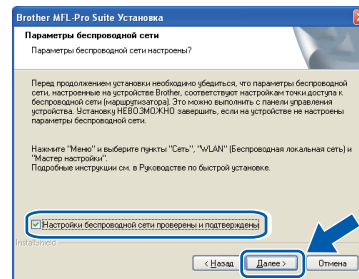 Brother MFL-Pro Suite Установка
Параметры беспроводной сети
Параметры беспроводной сети настроены?
Перед продолжением установки необходимо убедиться, что параметры беспроводной
сети, настроенные на устройстве Brother, соответствуют настройкам точки доступа к
беспроводной сети (маршрутизатора). Это можно выполнить с панели управления
устройства. Установку НЕВОЗМОЖНО завершить, если на устройстве не настроены
параметры беспроводной сети.
Нажмите "Меню" и выберите пункты "Сеть", "WLAN" (Беспроводная локальная сеть) и
"Мастер настройки".
Подробные инструкции см. в Руководстве по быстрой установке.
Настройки беспроводной сети проверены и подтверждены
InstallShield
< Назад
Далее >
Отмена